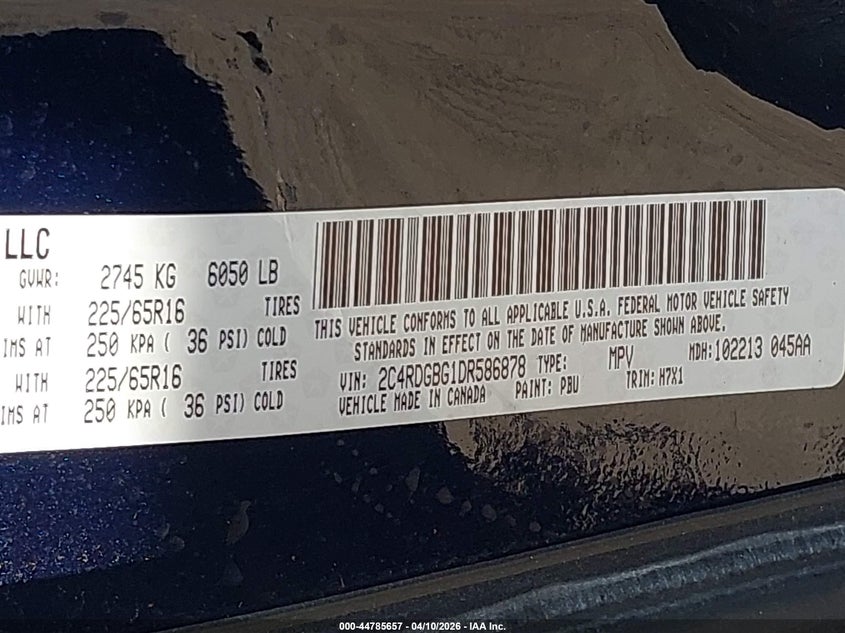 LLC
GVWR: 2745 KG 6050 LB
WITH 225/65R16 TIRES
IMS AT 250 KPA ( 36 PSI) COLD
225/65R16 TIRES
IMS AT 250 KPA ( 36 PSI) COLD
THIS VEHICLE CONFORMS TO ALL APPLICABLE U.S.A. FEDERAL MOTOR VEHICLE SAFETY
STANDARDS IN EFFECT ON THE DATE OF MANUFACTURE SHOWN ABOVE.
VIN: 2C4RDGBG1DR586878 TYPE: MPV MDH: 102213 045AA
VEHICLE MADE IN CANADA PAINT: PBU TRIM: H7X1
000-44785657 - 04/10/2026 - IAA Inc.